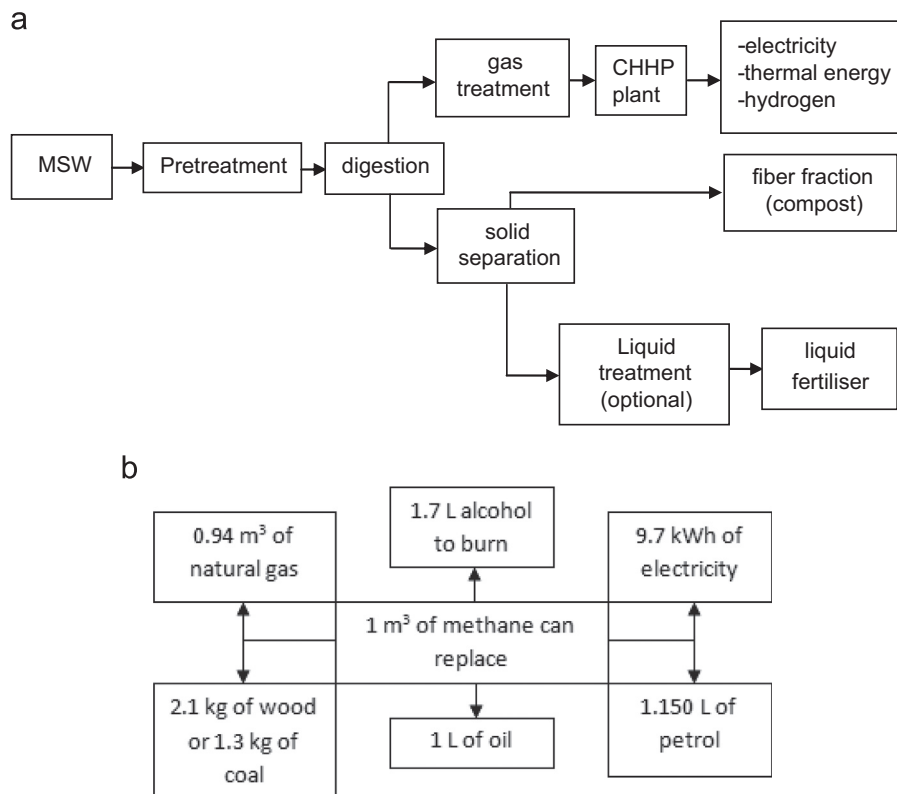 a
MSW
Pretreatment
digestion
gas
treatment
CHHP
plant
-electricity
-thermal energy
-hydrogen
solid
separation
fiber fraction
(compost)
Liquid
treatment
(optional)
liquid
fertiliser
b
0.94 m³ of
natural gas
1.7 L alcohol
to burn
9.7 kWh of
electricity
1 m³ of methane can
replace
2.1 kg of wood
or 1.3 kg of
coal
1 L of oil
1.150 L of
petrol